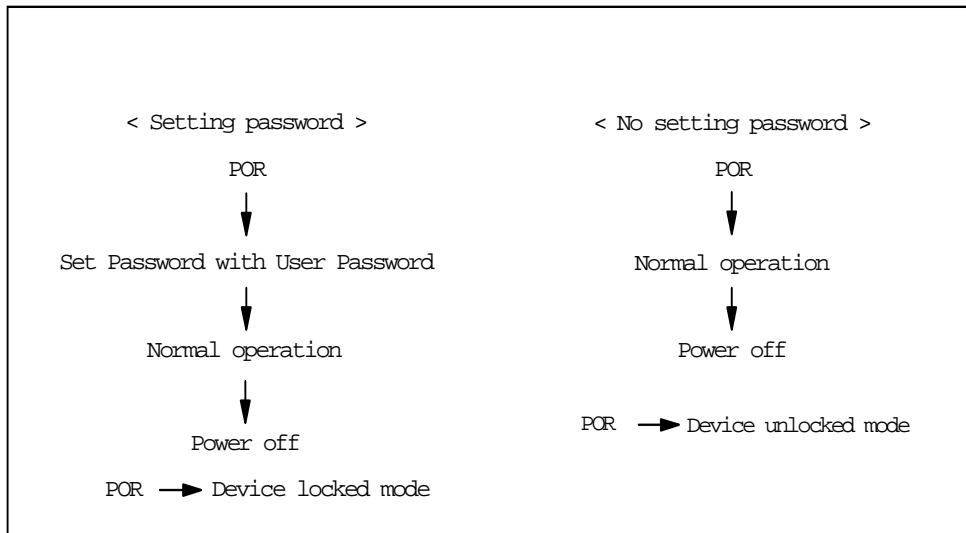 < Setting password >
POR
Set Password with User Password
Normal operation
Power off
POR Device locked mode
< No setting password >
POR
Normal operation
Power off
POR Device unlocked mode